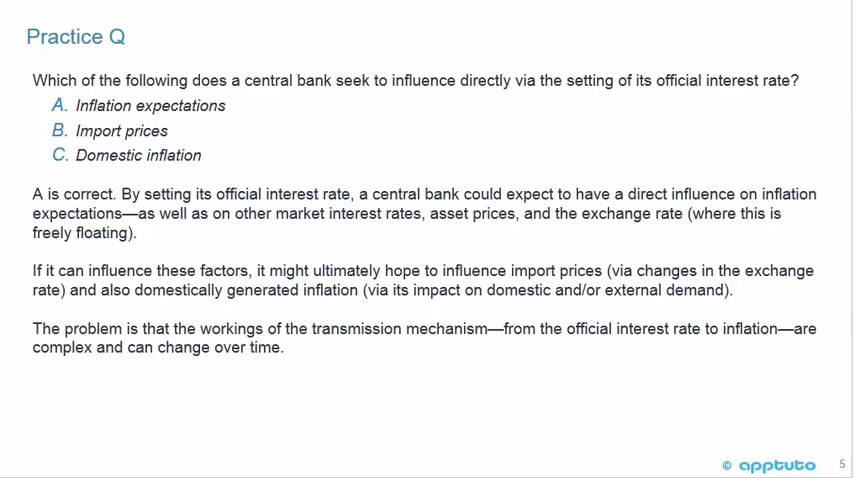 Practice Q
Which of the following does a central bank seek to influence directly via the setting of its official interest rate?
A. Inflation expectations
B. Import prices
C. Domestic inflation
A is correct. By setting its official interest rate, a central bank could expect to have a direct influence on inflation
expectations—as well as on other market interest rates, asset prices, and the exchange rate (where this is
freely floating).
If it can influence these factors, it might ultimately hope to influence import prices (via changes in the exchange
rate) and also domestically generated inflation (via its impact on domestic and/or external demand).
The problem is that the workings of the transmission mechanism—from the official interest rate to inflation—are
complex and can change over time.
© apptuto 5